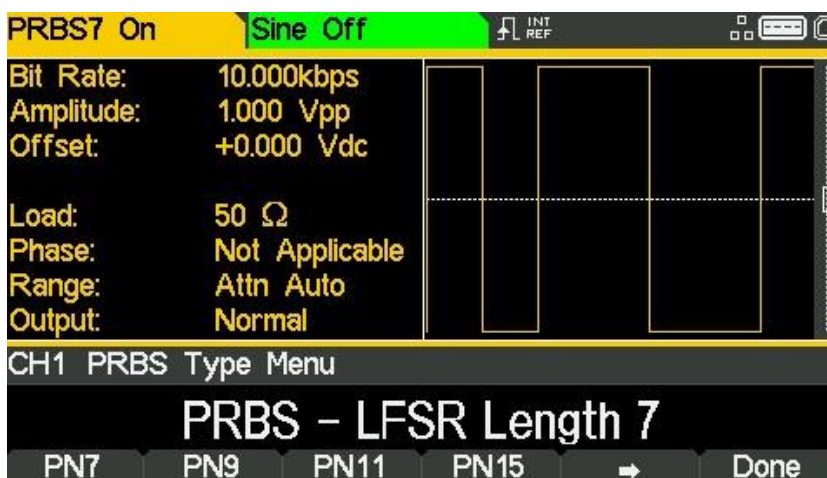 PRBS7 On Sine Off INT REF
Bit Rate: 10.000kbps
Amplitude: 1.000 Vpp
Offset: +0.000 Vdc
Load: 50 Ω
Phase: Not Applicable
Range: Attn Auto
Output: Normal
CH1 PRBS Type Menu
PRBS – LFSR Length 7
PN7 PN9 PN11 PN15 ➡ Done